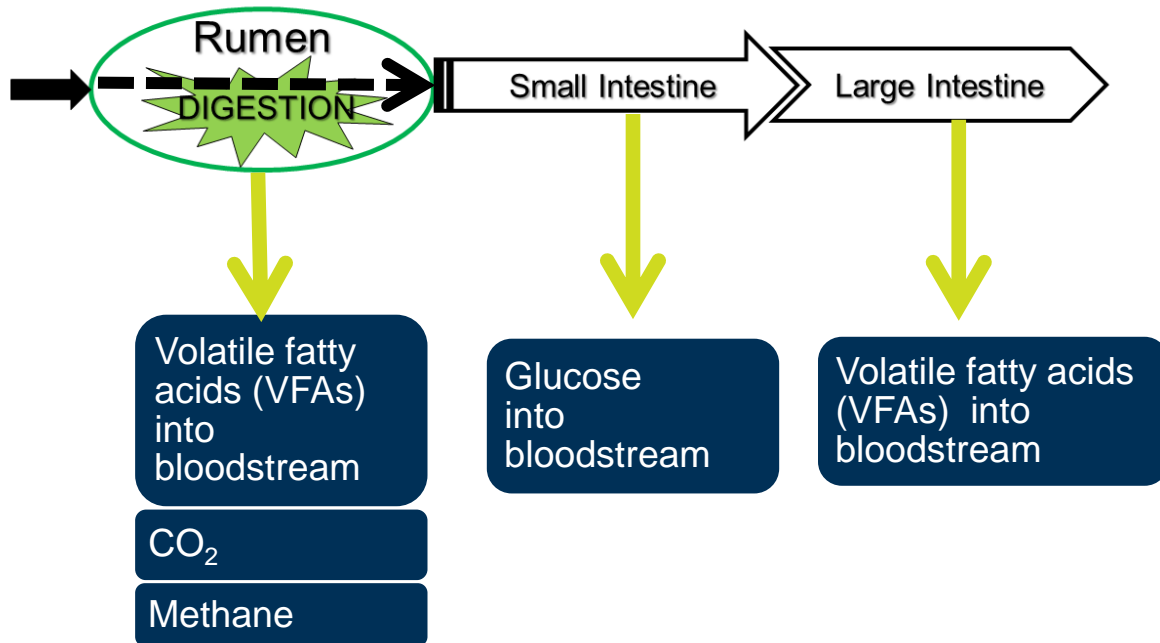 Rumen
DIGESTION
Small Intestine
Large Intestine
Volatile fatty
acids (VFAs)
into
bloodstream
CO₂
Methane
Glucose
into
bloodstream
Volatile fatty acids
(VFAs) into
bloodstream